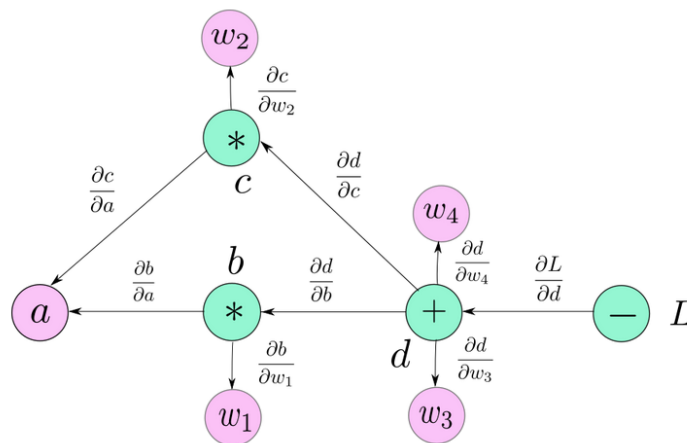 w₂
∂c/∂w₂
*
c
∂c/∂a
∂d/∂c
w₄
b
∂b/∂a
∂d/∂b
∂d/∂w₄
∂L/∂d
a
*
+
−
L
d
∂b/∂w₁
∂d/∂w₃
w₁
w₃